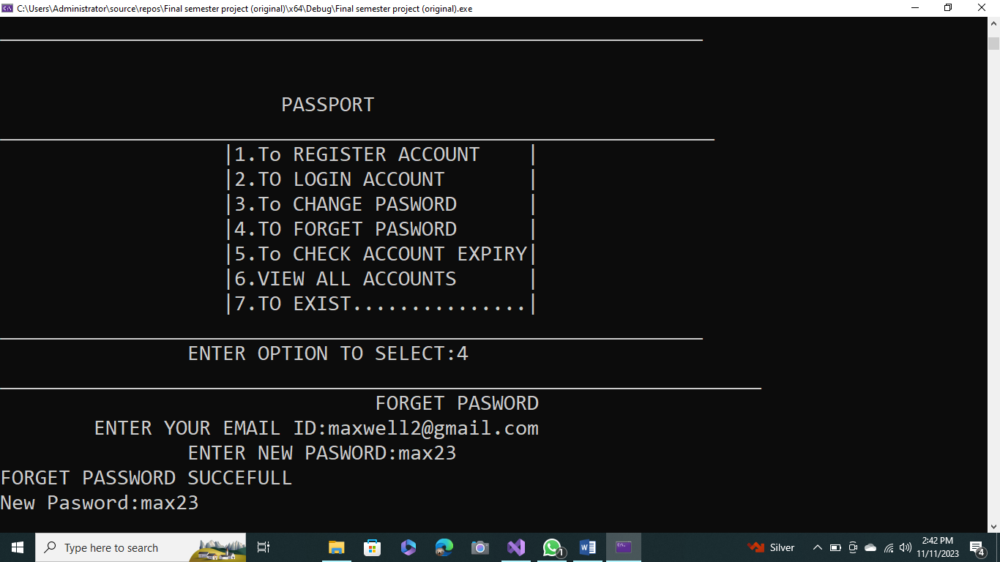 C:\Users\Administrator\source\repos\Final semester project (original)\x64\Debug\Final semester project (original).exe
PASSPORT
|1.To REGISTER ACCOUNT |
|2.TO LOGIN ACCOUNT |
|3.To CHANGE PASWORD |
|4.TO FORGET PASWORD |
|5.To CHECK ACCOUNT EXPIRY|
|6.VIEW ALL ACCOUNTS |
|7.TO EXIST...............|
ENTER OPTION TO SELECT:4
FORGET PASWORD
ENTER YOUR EMAIL ID:maxwell2@gmail.com
ENTER NEW PASWORD:max23
FORGET PASSWORD SUCCEFULL
New Pasword:max23
Type here to search
1
Silver
2:42 PM
11/11/2023
4